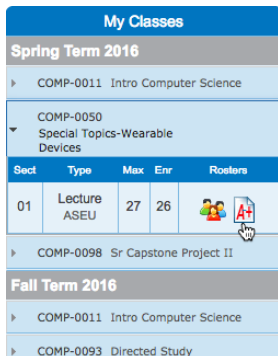 My Classes
Spring Term 2016
COMP-0011 Intro Computer Science
COMP-0050
Special Topics-Wearable
Devices
Sect Type Max Enr Rosters
01 Lecture 27 26 A+
ASEU
COMP-0098 Sr Capstone Project II
Fall Term 2016
COMP-0011 Intro Computer Science
COMP-0093 Directed Study